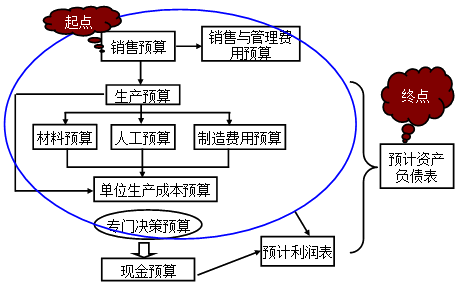 起点
销售预算
销售与管理费
用预算
生产预算
材料预算
人工预算
制造费用预算
单位生产成本预算
专门决策预算
现金预算
预计利润表
终点
预计资产
负债表